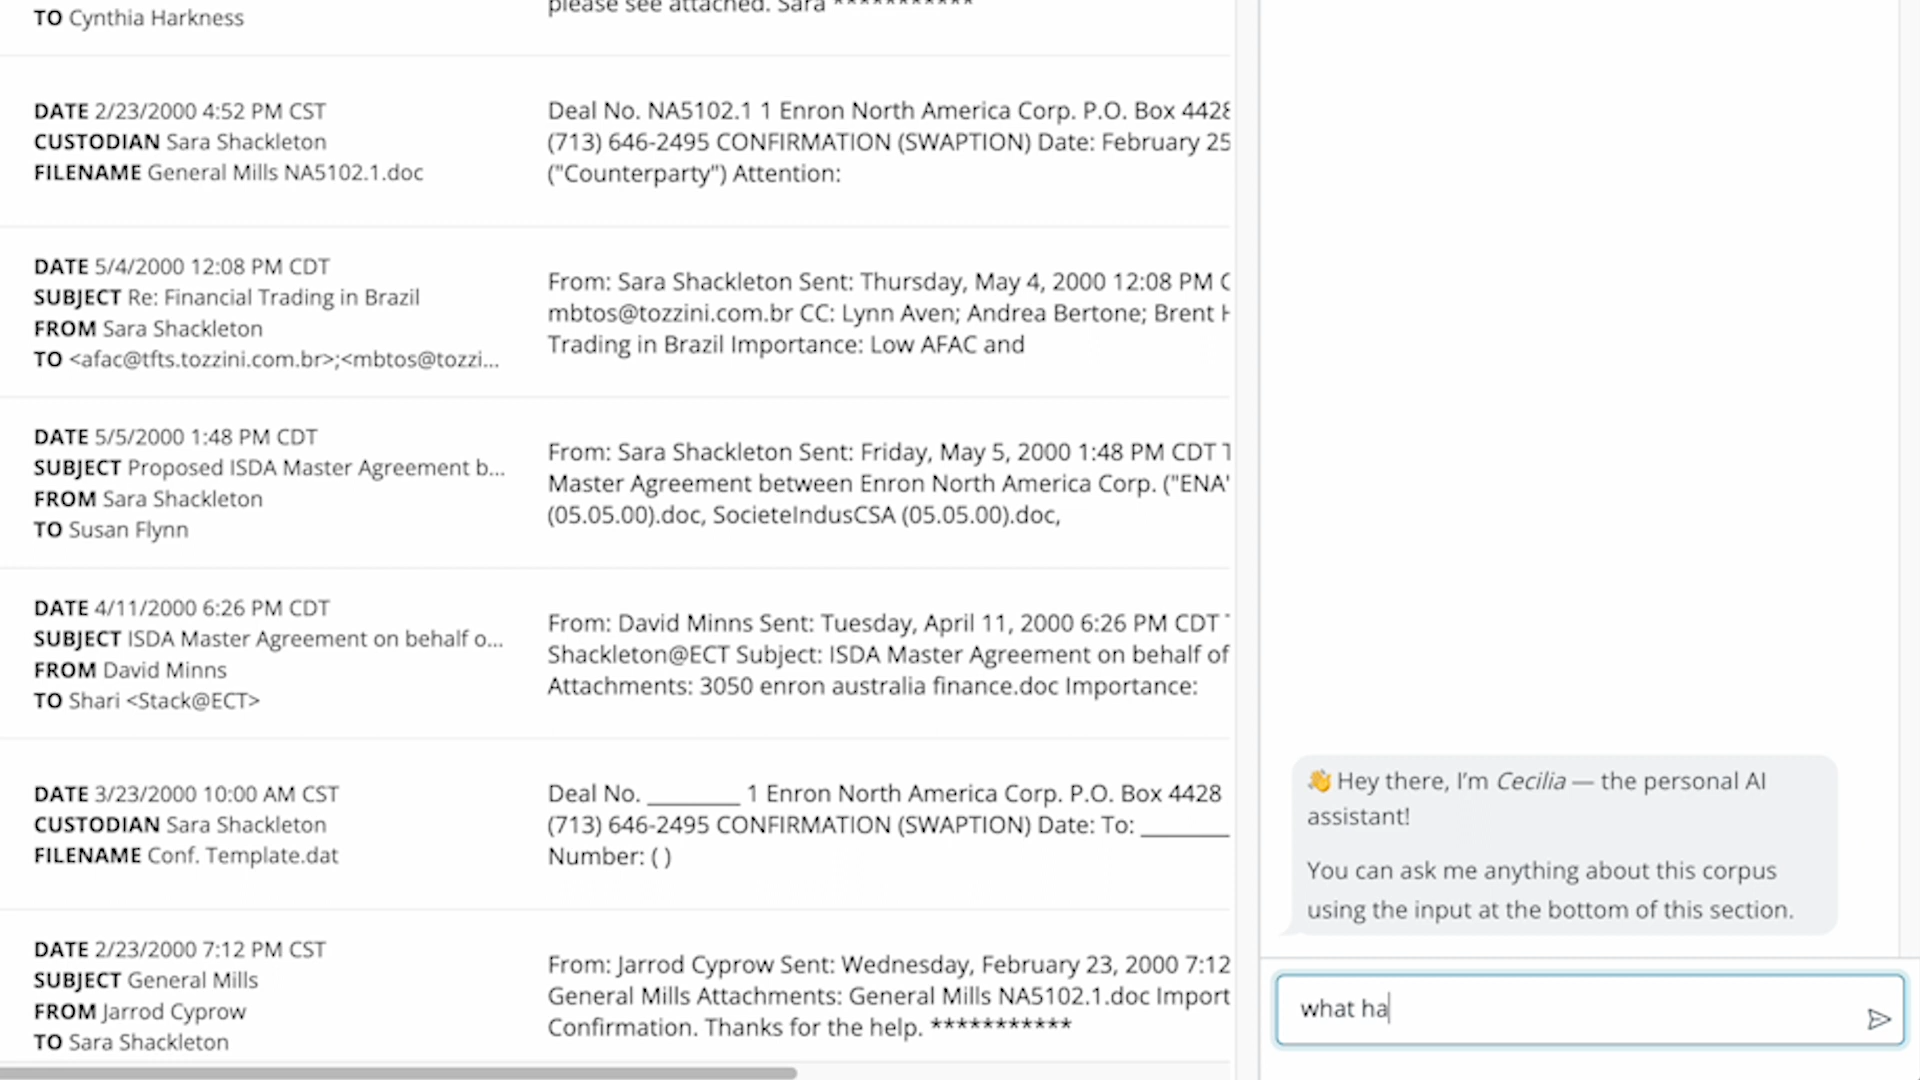 TO Cynthia Harkness
please see attached. Sara ***********
DATE 2/23/2000 4:52 PM CST
CUSTODIAN Sara Shackleton
FILENAME General Mills NA5102.1.doc
Deal No. NA5102.1 1 Enron North America Corp. P.O. Box 4428
(713) 646-2495 CONFIRMATION (SWAPTION) Date: February 25
("Counterparty") Attention:
DATE 5/4/2000 12:08 PM CDT
SUBJECT Re: Financial Trading in Brazil
FROM Sara Shackleton
TO <afac@tfts.tozzini.com.br>;<mbtos@tozzi...
From: Sara Shackleton Sent: Thursday, May 4, 2000 12:08 PM C
mbtos@tozzini.com.br CC: Lynn Aven; Andrea Bertone; Brent H
Trading in Brazil Importance: Low AFAC and
DATE 5/5/2000 1:48 PM CDT
SUBJECT Proposed ISDA Master Agreement b...
FROM Sara Shackleton
TO Susan Flynn
From: Sara Shackleton Sent: Friday, May 5, 2000 1:48 PM CDT T
Master Agreement between Enron North America Corp. ("ENA"
(05.05.00).doc, SocieteIndusCSA (05.05.00).doc,
DATE 4/11/2000 6:26 PM CDT
SUBJECT ISDA Master Agreement on behalf o...
FROM David Minns
TO Shari <Stack@ECT>
From: David Minns Sent: Tuesday, April 11, 2000 6:26 PM CDT
Shackleton@ECT Subject: ISDA Master Agreement on behalf of
Attachments: 3050 enron australia finance.doc Importance:
DATE 3/23/2000 10:00 AM CST
CUSTODIAN Sara Shackleton
FILENAME Conf. Template.dat
Deal No. ________ 1 Enron North America Corp. P.O. Box 4428
(713) 646-2495 CONFIRMATION (SWAPTION) Date: To: ________
Number: ( )
DATE 2/23/2000 7:12 PM CST
SUBJECT General Mills
FROM Jarrod Cyprow
TO Sara Shackleton
From: Jarrod Cyprow Sent: Wednesday, February 23, 2000 7:12
General Mills Attachments: General Mills NA5102.1.doc Import
Confirmation. Thanks for the help. ***********
👋 Hey there, I'm Cecilia — the personal AI
assistant!
You can ask me anything about this corpus
using the input at the bottom of this section.
what ha